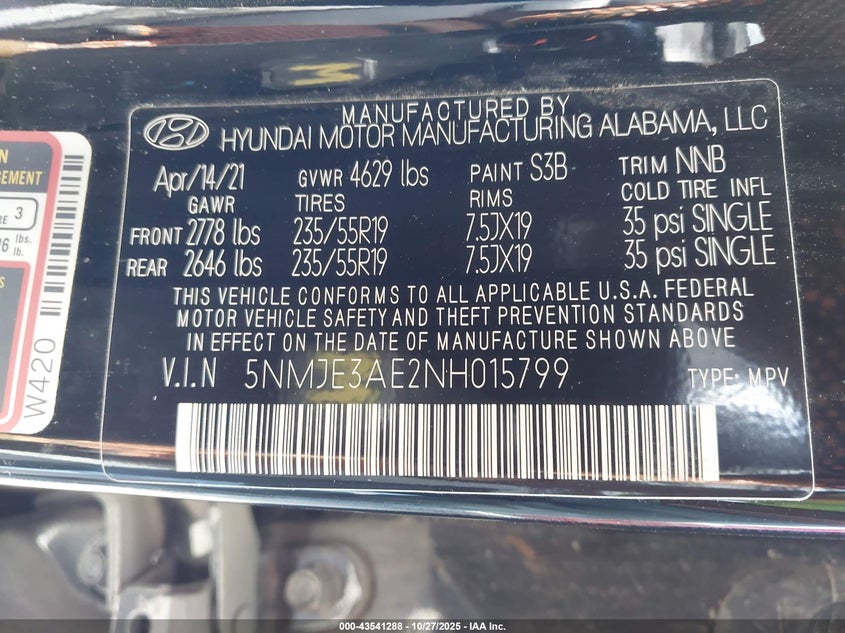 MANUFACTURED BY
HYUNDAI MOTOR MANUFACTURING ALABAMA, LLC
Apr/14/21 GVWR 4629 lbs PAINT S3B TRIM NNB
GAWR TIRES RIMS COLD TIRE INFL
FRONT 2778 lbs 235/55R19 7.5JX19 35 psi SINGLE
REAR 2646 lbs 235/55R19 7.5JX19 35 psi SINGLE
THIS VEHICLE CONFORMS TO ALL APPLICABLE U.S.A. FEDERAL
MOTOR VEHICLE SAFETY AND THEFT PREVENTION STANDARDS
IN EFFECT ON THE DATE OF MANUFACTURE SHOWN ABOVE
V.I.N 5NMJE3AE2NH015799 TYPE: MPV
3
lbs.
lb.
W420
000-43541288 - 10/27/2025 - IAA Inc.